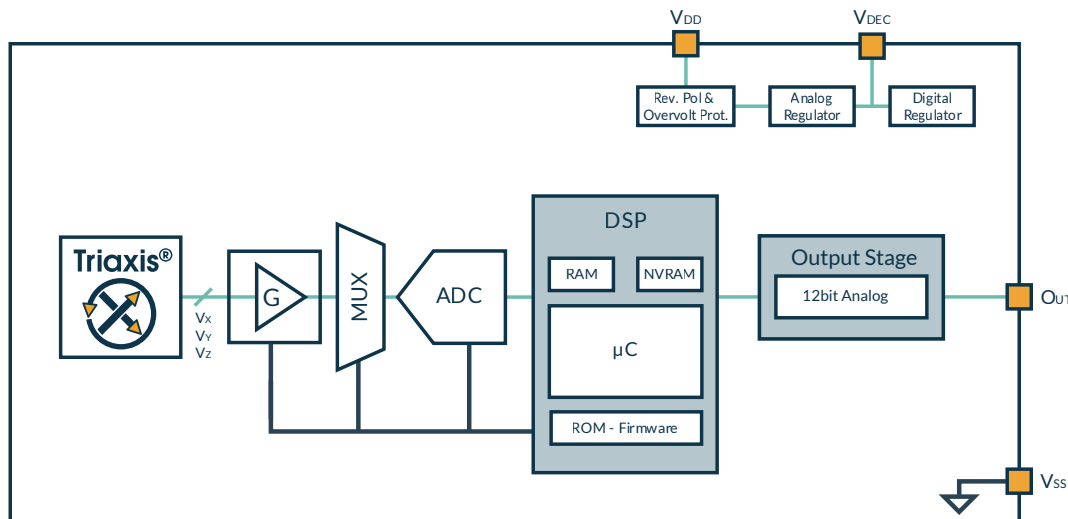 VDD
VDEC
Rev. Pol &
Overvolt Prot.
Analog
Regulator
Digital
Regulator
Triaxis®
VX
VY
VZ
G
MUX
ADC
DSP
RAM
NVRAM
µC
ROM - Firmware
Output Stage
12bit Analog
OUT
VSS